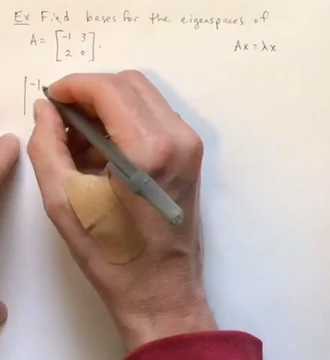 Ex Find bases for the eigenspaces of
A = [-1 3
2 0]. Ax = λx
|-1